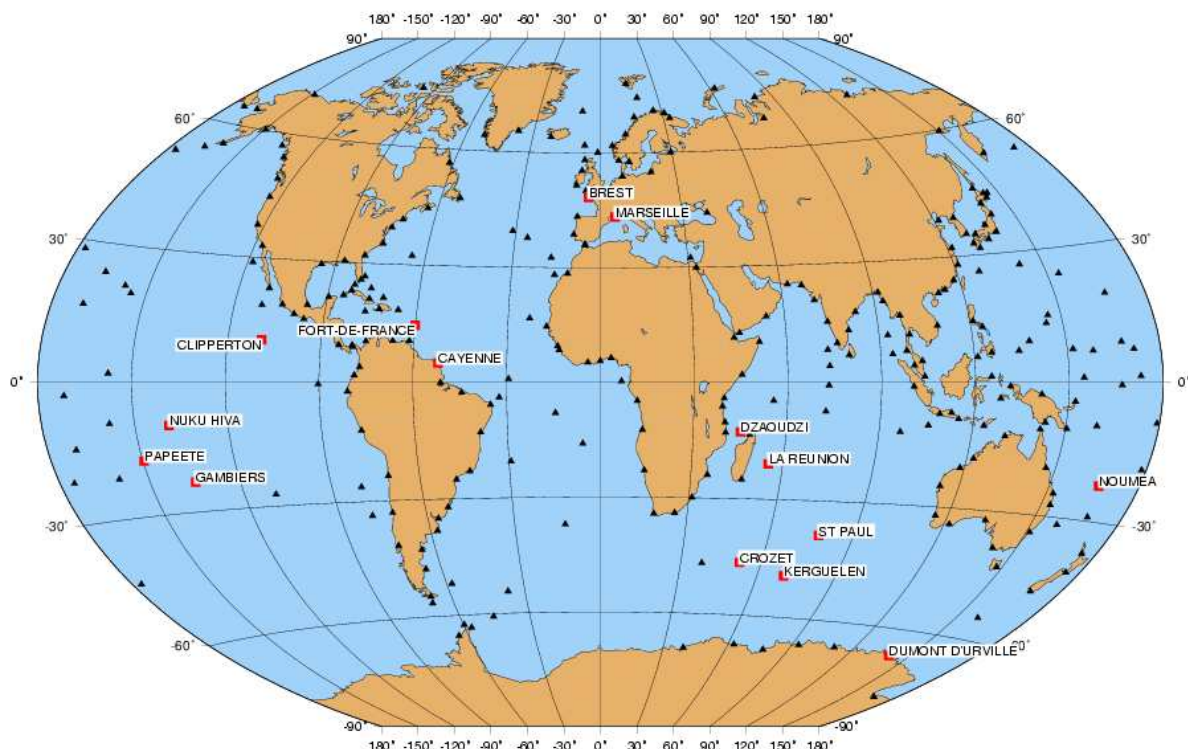 180° 150° 120° 90° 60° 30° 0° 30° 60° 90° 120° 150° 180°
90° 90°
60° 60°
BREST
MARSEILLE
30° 30°
FORT-DE-FRANCE
CLIPPERTON
CAYENNE
0° 0°
NUKU HIVA
DZAOUDZI
PAPEETE
LA REUNION
GAMBIERS
NOUMEA
-30° -30°
ST PAUL
CROZET
KERGUELEN
-60°
DUMONT D'URVILLE
-90° -90°
180° 150° 120° 90° 60° 30° 0° 30° 60° 90° 120° 150° 180°